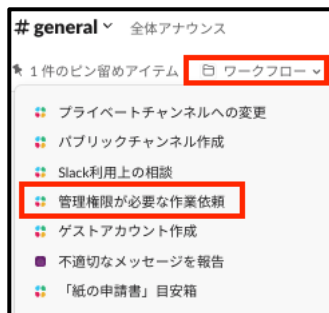 # general 全体アナウンス
1 件のピン留めアイテム ワークフロー
プライベートチャンネルへの変更
パブリックチャンネル作成
Slack利用上の相談
管理権限が必要な作業依頼
ゲストアカウント作成
不適切なメッセージを報告
「紙の申請書」目安箱